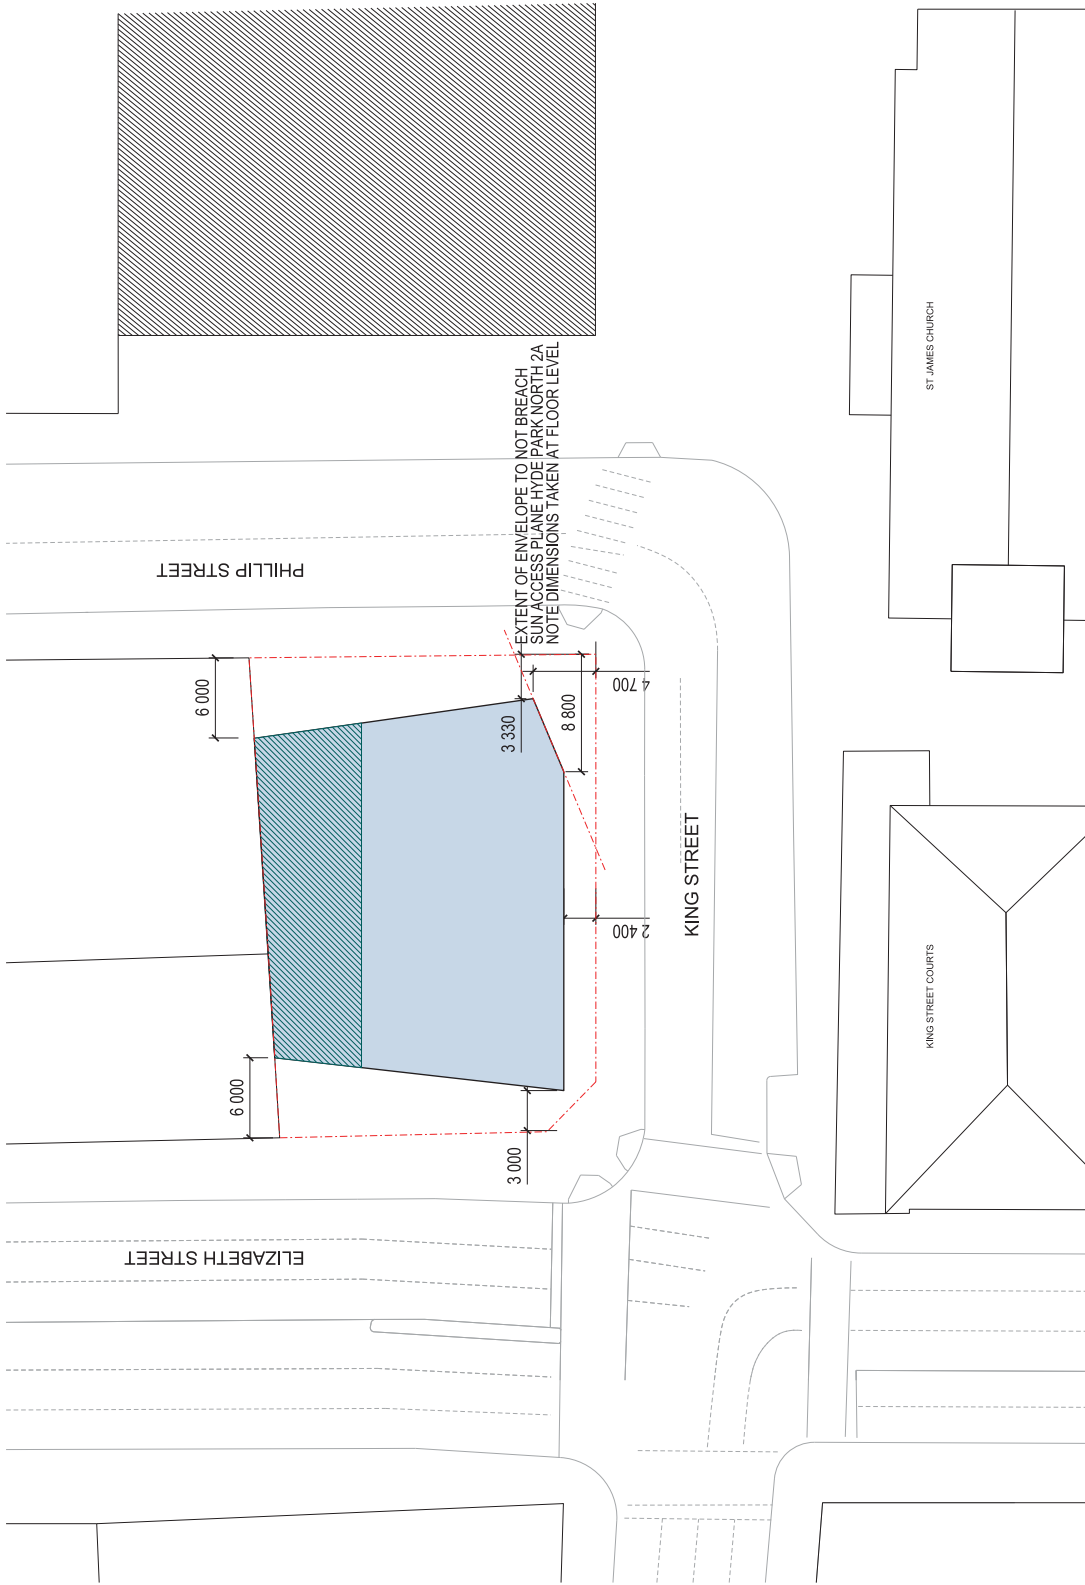 EXTENT OF ENVELOPE TO NOT BREACH
SUN ACCESS PLANE HYDE PARK NORTH 2A
NOTE DIMENSIONS TAKEN AT FLOOR LEVEL
PHILLIP STREET
6 000
3 330
8 800
4 700
2 400
6 000
3 000
KING STREET
ELIZABETH STREET
ST JAMES CHURCH
KING STREET COURTS